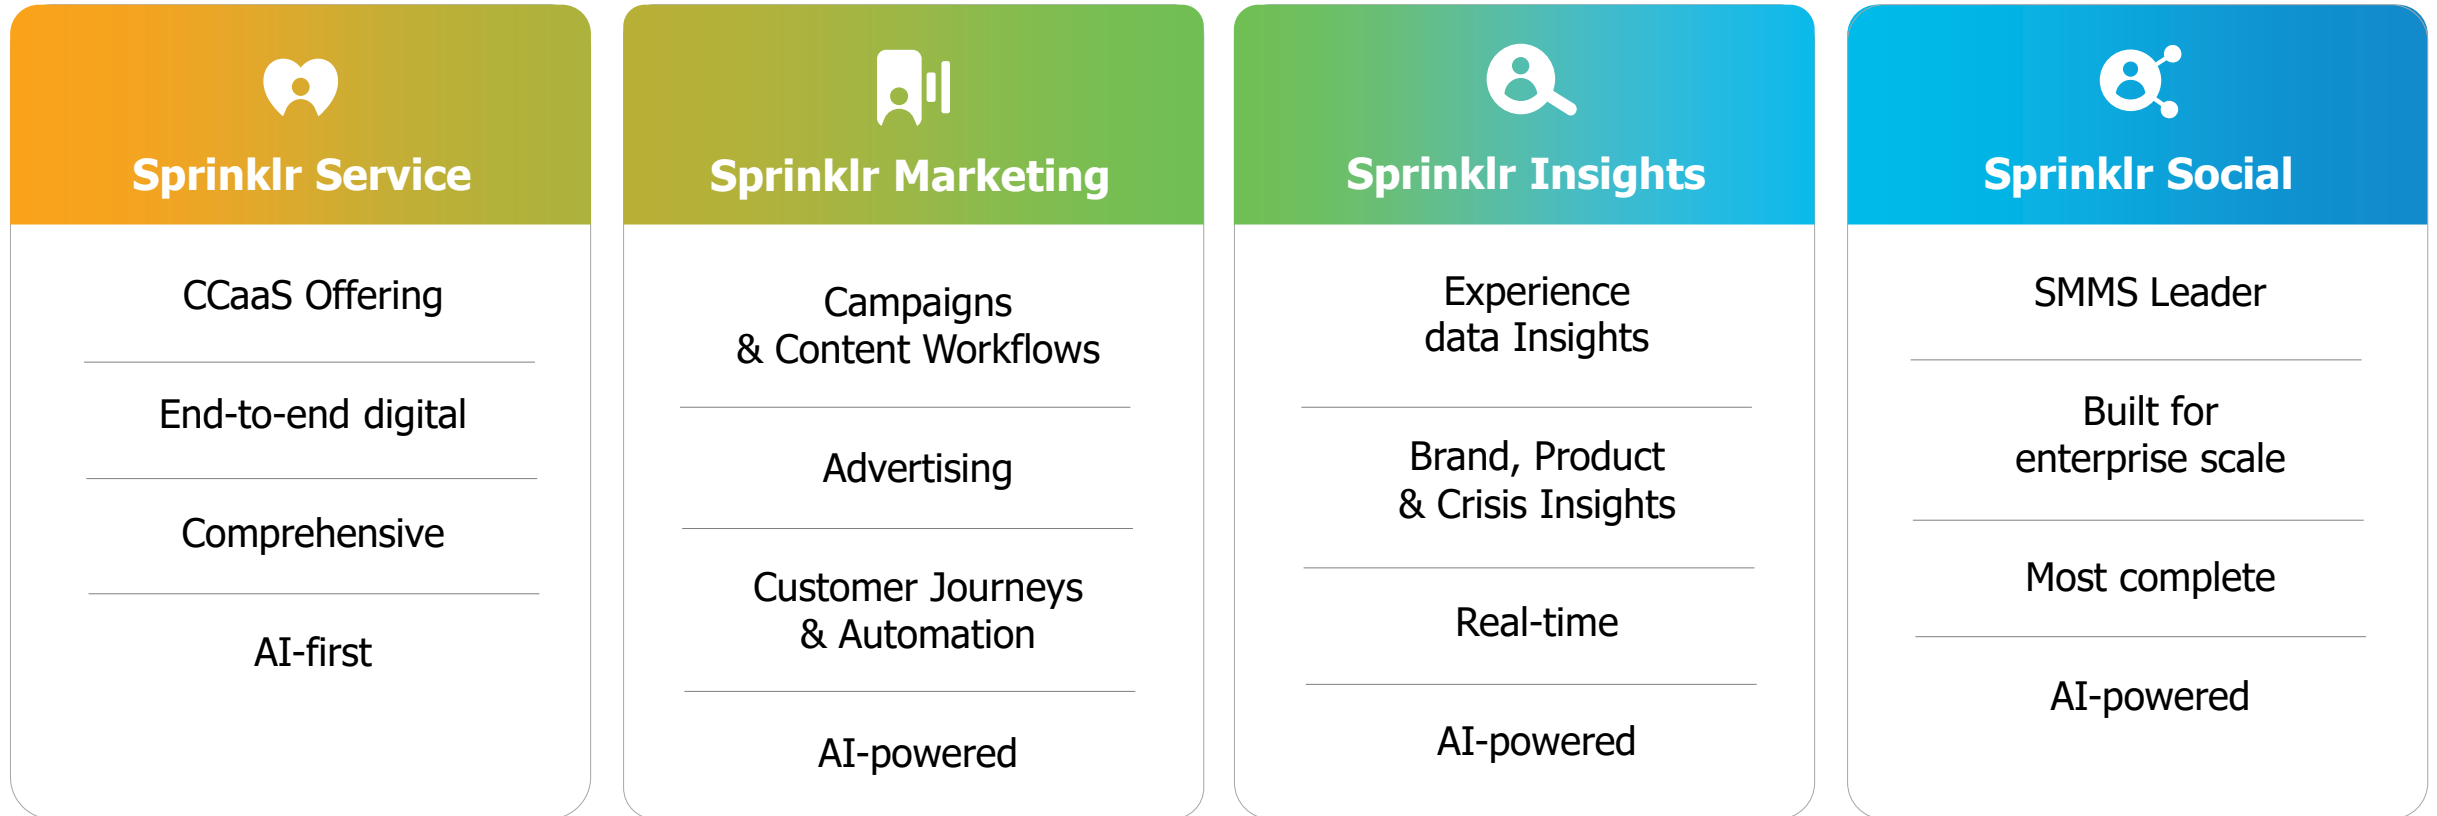 Sprinklr Service
CCaaS Offering
End-to-end digital
Comprehensive
AI-first
Sprinklr Marketing
Campaigns
& Content Workflows
Advertising
Customer Journeys
& Automation
AI-powered
Sprinklr Insights
Experience
data Insights
Brand, Product
& Crisis Insights
Real-time
AI-powered
Sprinklr Social
SMMS Leader
Built for
enterprise scale
Most complete
AI-powered